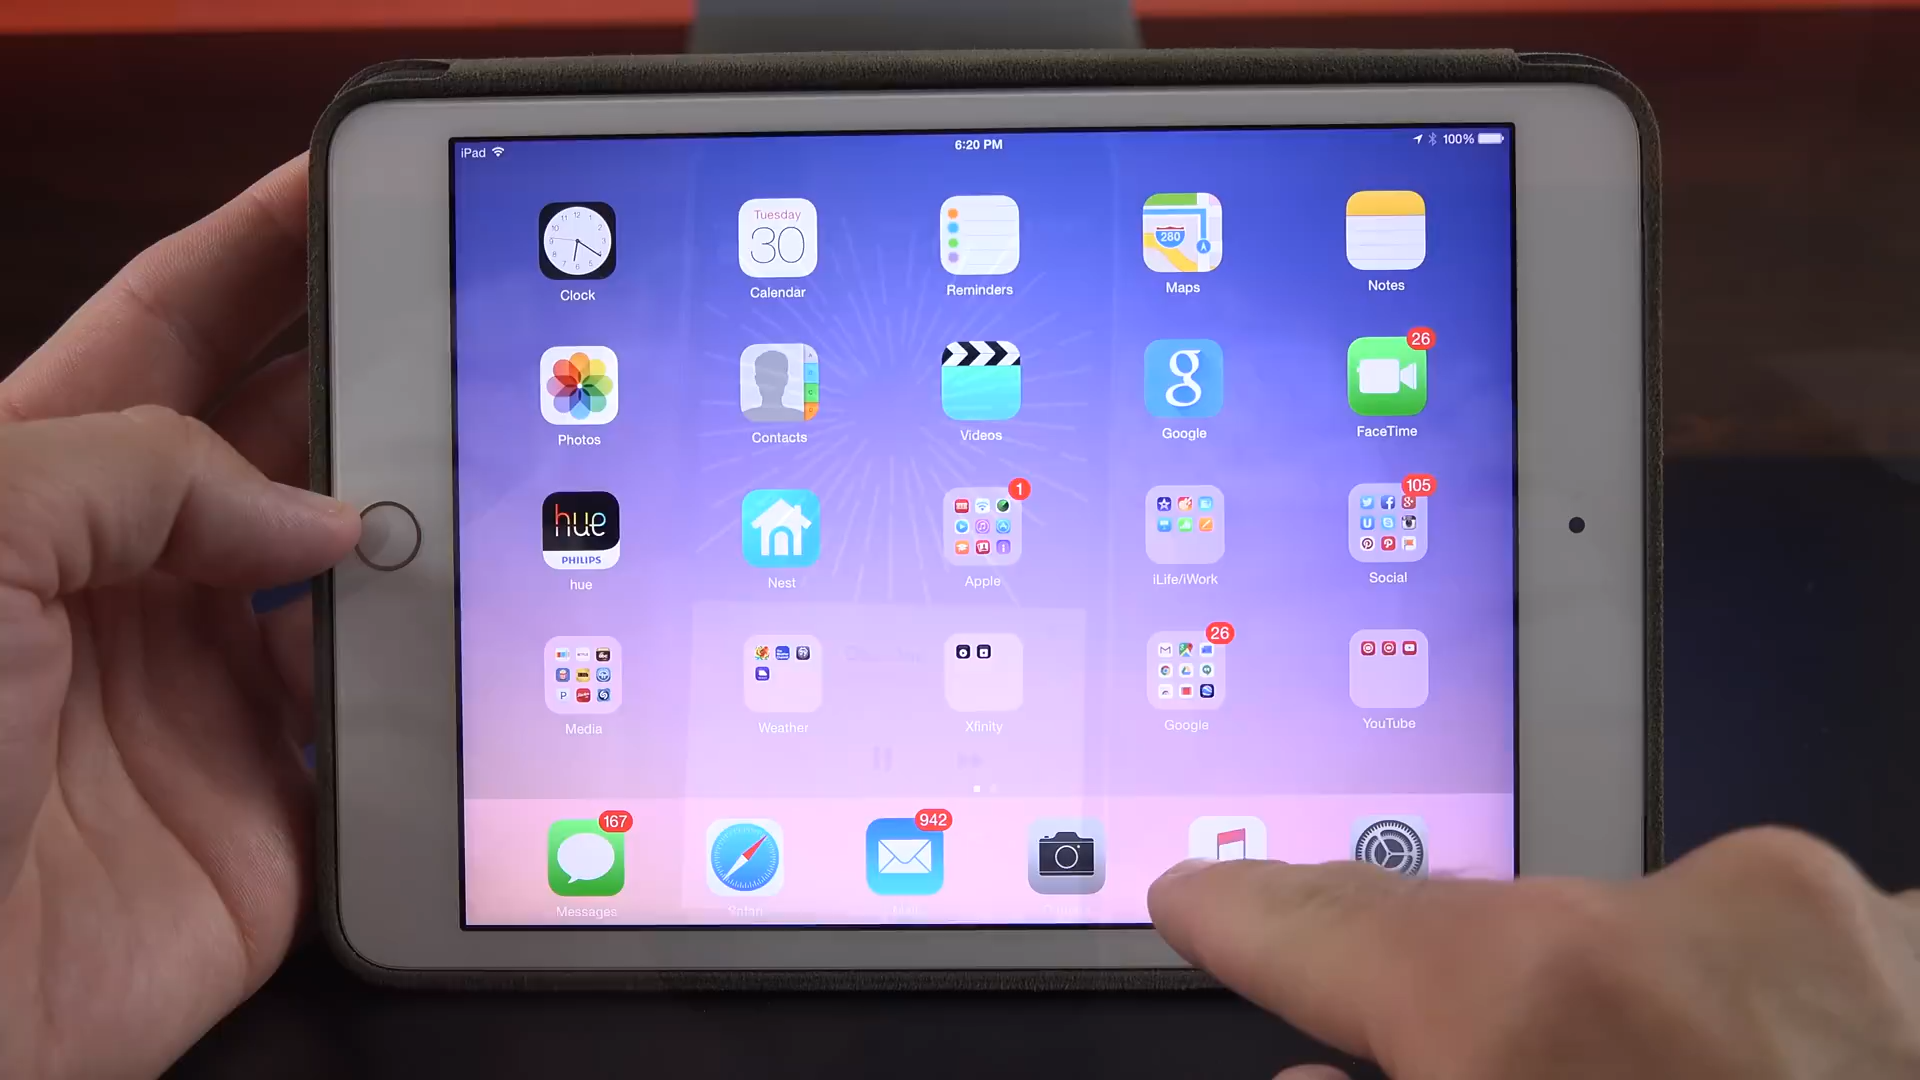 iPad
6:20 PM
100%
Tuesday
30
280
Clock
Calendar
Reminders
Maps
Notes
26
Photos
Contacts
Videos
g
Google
FaceTime
hue
PHILIPS
1
105
hue
Nest
Apple
iLife/iWork
Social
26
Media
Weather
Xfinity
Google
YouTube
167
942
Messages
Safari
Mail